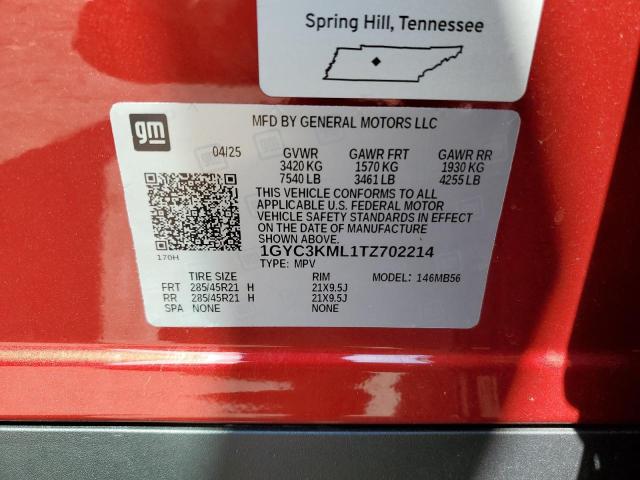 Spring Hill, Tennessee
gm
MFD BY GENERAL MOTORS LLC
04/25 GVWR GAWR FRT GAWR RR
3420 KG 1570 KG 1930 KG
7540 LB 3461 LB 4255 LB
THIS VEHICLE CONFORMS TO ALL
APPLICABLE U.S. FEDERAL MOTOR
VEHICLE SAFETY STANDARDS IN EFFECT
ON THE DATE OF MANUFACTURE
SHOWN ABOVE.
170H 1GYC3KML1TZ702214
TYPE: MPV
TIRE SIZE RIM MODEL: 146MB56
FRT 285/45R21 H 21X9.5J
RR 285/45R21 H 21X9.5J
SPA NONE NONE